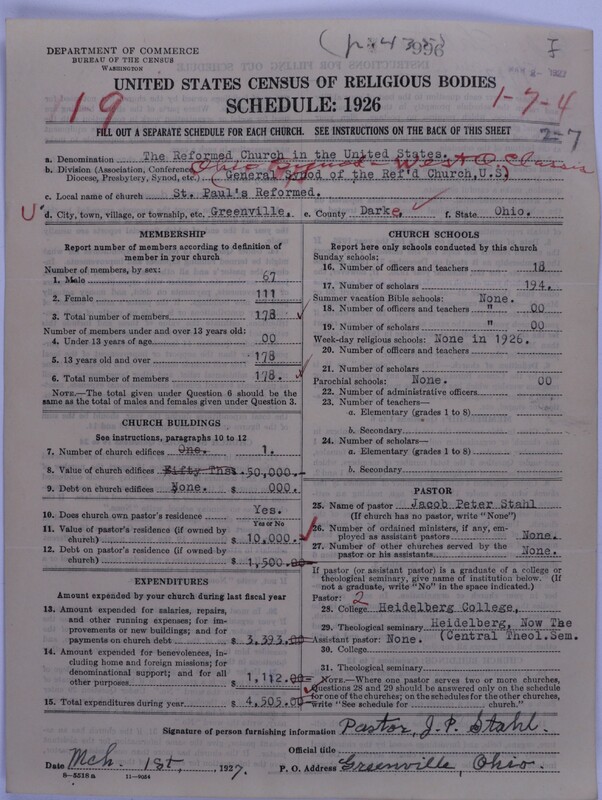 (p. 435)
3996
I
DEPARTMENT OF COMMERCE
BUREAU OF THE CENSUS
WASHINGTON
1927
UNITED STATES CENSUS OF RELIGIOUS BODIES
SCHEDULE: 1926
119
1-7-4
FILL OUT A SEPARATE SCHEDULE FOR EACH CHURCH. SEE INSTRUCTIONS ON THE BACK OF THIS SHEET
2-7
a. Denomination The Reformed Church in the United States.
Ohio Synod - West O. Classis
b. Division (Association, Conference, Diocese, Presbytery, Synod, etc.) (General Synod of the Ref'd Church,U.S)
c. Local name of church St. Paul's Reformed.
d. City, town, village, or township, etc. Greenville. e. County Darke, f. State Ohio.
MEMBERSHIP
Report number of members according to definition of
member in your church
Number of members, by sex:
1. Male 67
2. Female 111
3. Total number of members 178
Number of members under and over 13 years old:
4. Under 13 years of age 00
5. 13 years old and over 178
6. Total number of members 178.
NOTE.—The total given under Question 6 should be the
same as the total of males and females given under Question 3.
CHURCH BUILDINGS
See instructions, paragraphs 10 to 12
7. Number of church edifices One. 1.
8. Value of church edifices Fifty Thsd $ 50,000.
9. Debt on church edifices None. $ 000.
10. Does church own pastor's residence Yes.
Yes or No
11. Value of pastor's residence (if owned by
church) $ 10,000.
12. Debt on pastor's residence (if owned by
church) $ 1,500.00
EXPENDITURES
Amount expended by your church during last fiscal year
13. Amount expended for salaries, repairs,
and other running expenses; for im-
provements or new buildings; and for
payments on church debt $ 3,393.00
14. Amount expended for benevolences, in-
cluding home and foreign missions; for
denominational support; and for all
other purposes $ 1,112.00
15. Total expenditures during year $ 4,505.00
CHURCH SCHOOLS
Report here only schools conducted by this church
Sunday schools:
16. Number of officers and teachers 18
17. Number of scholars 194.
Summer vacation Bible schools: None.
18. Number of officers and teachers " 00
19. Number of scholars " 00
Week-day religious schools: None in 1926.
20. Number of officers and teachers
21. Number of scholars
Parochial schools: None. 00
22. Number of administrative officers
23. Number of teachers—
a. Elementary (grades 1 to 8)
b. Secondary
24. Number of scholars—
a. Elementary (grades 1 to 8)
b. Secondary
PASTOR
25. Name of pastor Jacob Peter Stahl
(If church has no pastor, write "None")
26. Number of ordained ministers, if any, em-
ployed as assistant pastors None.
27. Number of other churches served by the
pastor or his assistants None.
If pastor (or assistant pastor) is a graduate of a college or
theological seminary, give name of institution below. (If
not a graduate, write "No" in the space indicated.)
Pastor: 2
28. College Heidelberg College,
29. Theological seminary Heidelberg, Now The
Assistant pastor: None. (Central Theol.Sem.
30. College
31. Theological seminary
NOTE.—Where one pastor serves two or more churches,
Questions 28 and 29 should be answered only on the schedule
for one of the churches; on the schedules for the other churches,
write "See schedule for church."
Signature of person furnishing information Pastor, J. P. Stahl.
Official title
Date Mch. 1st, 1927. P. O. Address Greenville, Ohio.
8—5518a 11—9064